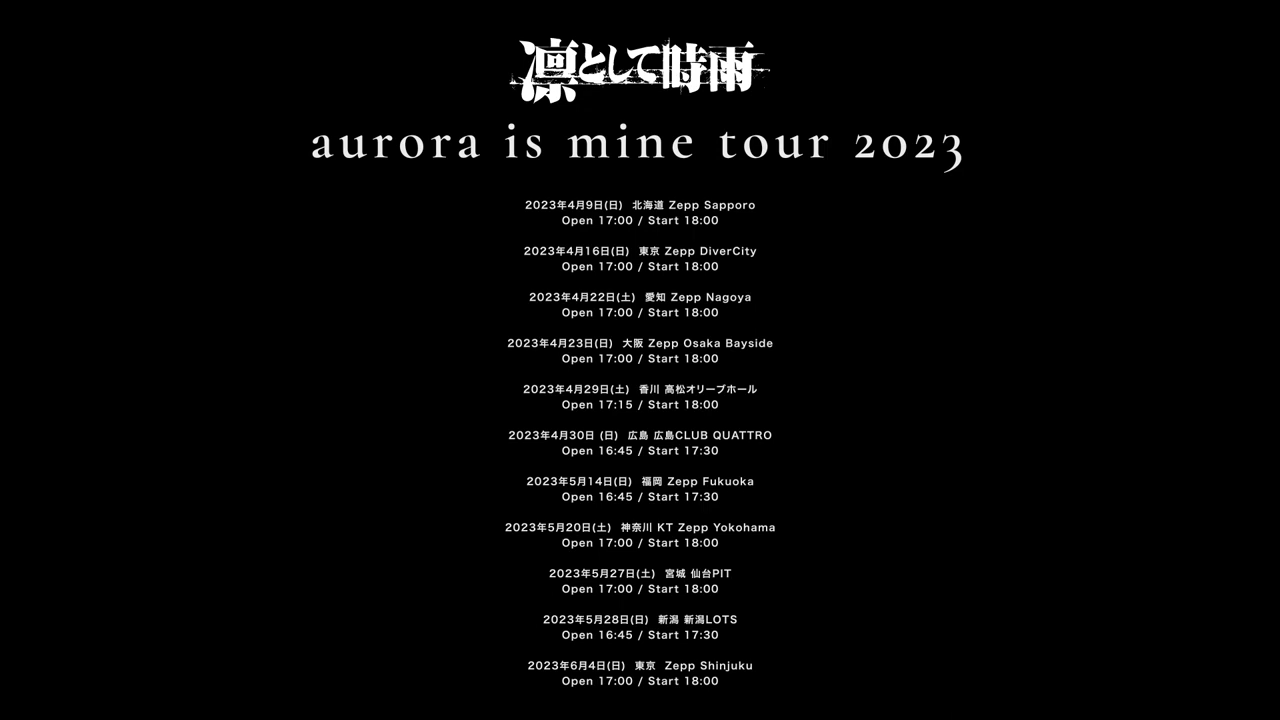 凛として時雨
aurora is mine tour 2023
2023年4月9日(日) 北海道 Zepp Sapporo
Open 17:00 / Start 18:00
2023年4月16日(日) 東京 Zepp DiverCity
Open 17:00 / Start 18:00
2023年4月22日(土) 愛知 Zepp Nagoya
Open 17:00 / Start 18:00
2023年4月23日(日) 大阪 Zepp Osaka Bayside
Open 17:00 / Start 18:00
2023年4月29日(土) 香川 高松オリーブホール
Open 17:15 / Start 18:00
2023年4月30日 (日) 広島 広島CLUB QUATTRO
Open 16:45 / Start 17:30
2023年5月14日(日) 福岡 Zepp Fukuoka
Open 16:45 / Start 17:30
2023年5月20日(土) 神奈川 KT Zepp Yokohama
Open 17:00 / Start 18:00
2023年5月27日(土) 宮城 仙台PIT
Open 17:00 / Start 18:00
2023年5月28日(日) 新潟 新潟LOTS
Open 16:45 / Start 17:30
2023年6月4日(日) 東京 Zepp Shinjuku
Open 17:00 / Start 18:00